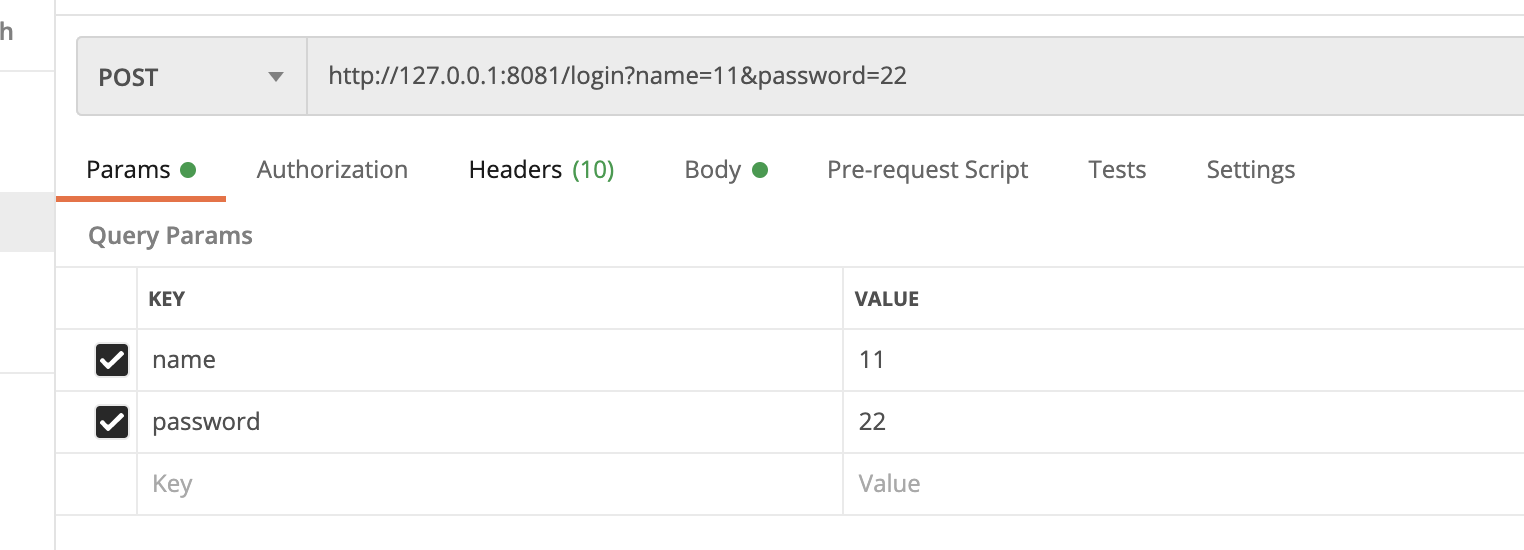 h
POST http://127.0.0.1:8081/login?name=11&password=22
Params Authorization Headers (10) Body Pre-request Script Tests Settings
Query Params
KEY VALUE
name 11
password 22
Key Value